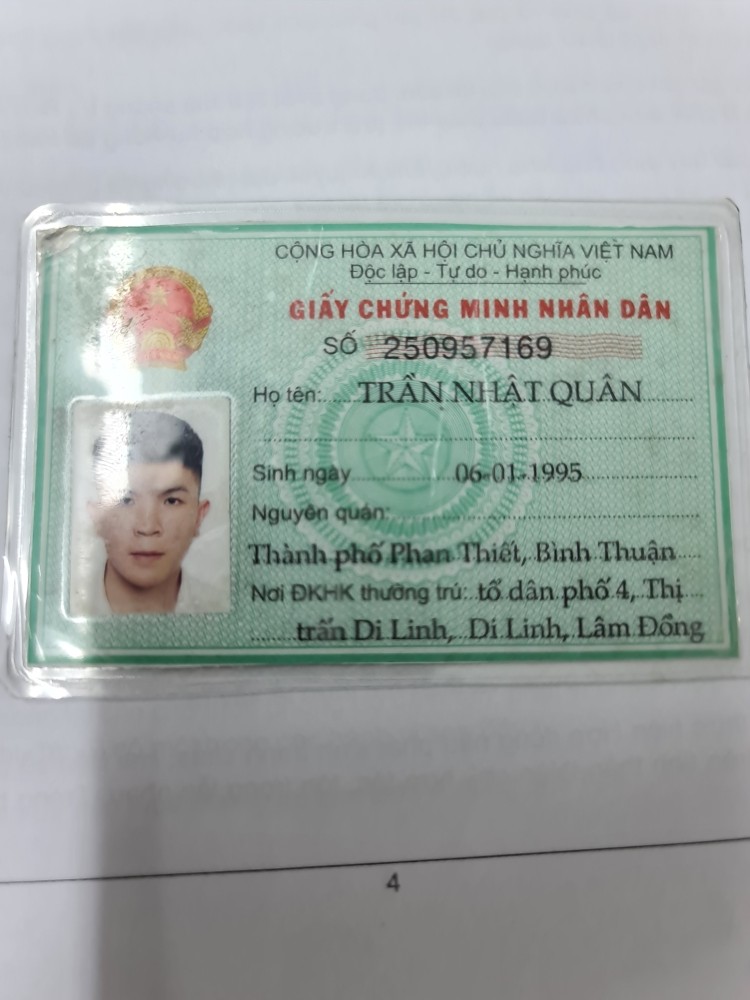 CỘNG HÒA XÃ HỘI CHỦ NGHĨA VIỆT NAM
Độc lập - Tự do - Hạnh phúc
GIẤY CHỨNG MINH NHÂN DÂN
SỐ 250957169
Họ tên: TRẦN NHẬT QUÂN
Sinh ngày 06-01-1995
Nguyên quán:
Thành phố Phan Thiết, Bình Thuận
Nơi ĐKHK thường trú: tổ dân phố 4, Thị
trấn Di Linh, Di Linh, Lâm Đồng
4